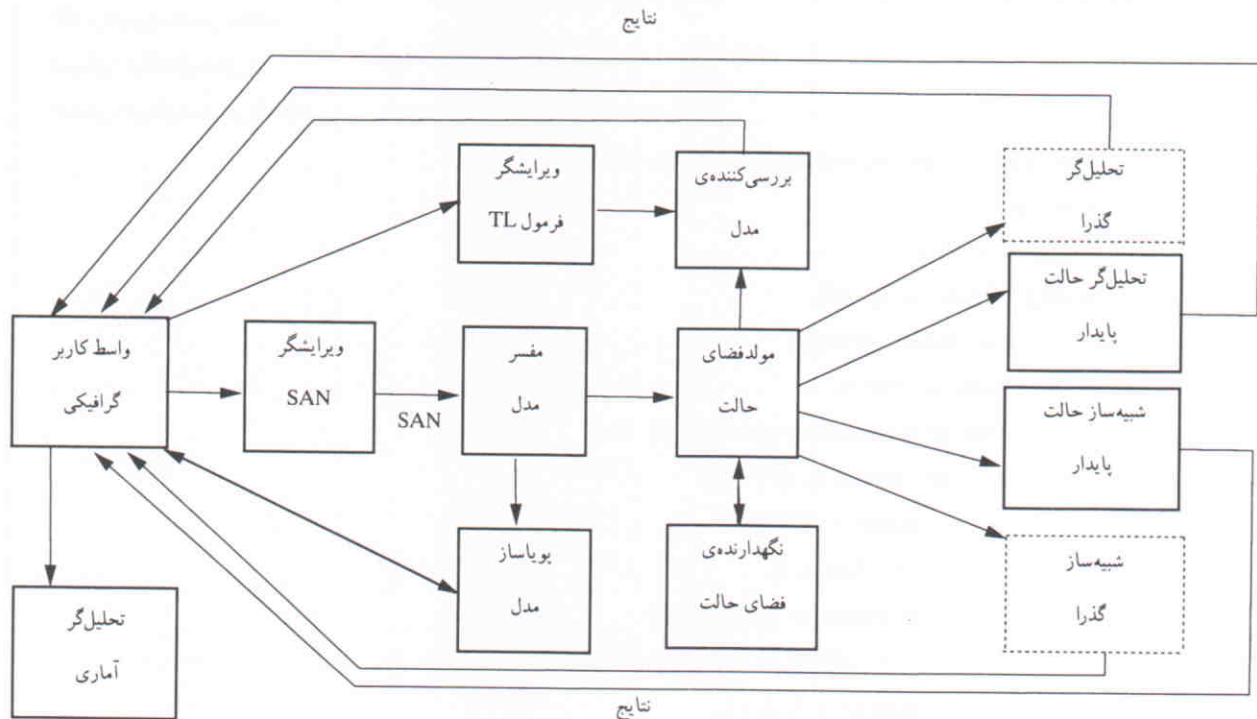 نتایج
ویرایشگر
فرمول TL
بررسی‌کننده‌ی
مدل
تحلیل‌گر
گذرا
تحلیل‌گر حالت
پایدار
واسط کاربر
گرافیکی
ویرایشگر
SAN
SAN
مفسر
مدل
مولدفضای
حالت
شبیه‌ساز حالت
پایدار
پویاساز
مدل
نگهدارنده‌ی
فضای حالت
شبیه‌ساز
گذرا
تحلیل‌گر
آماری
نتایج